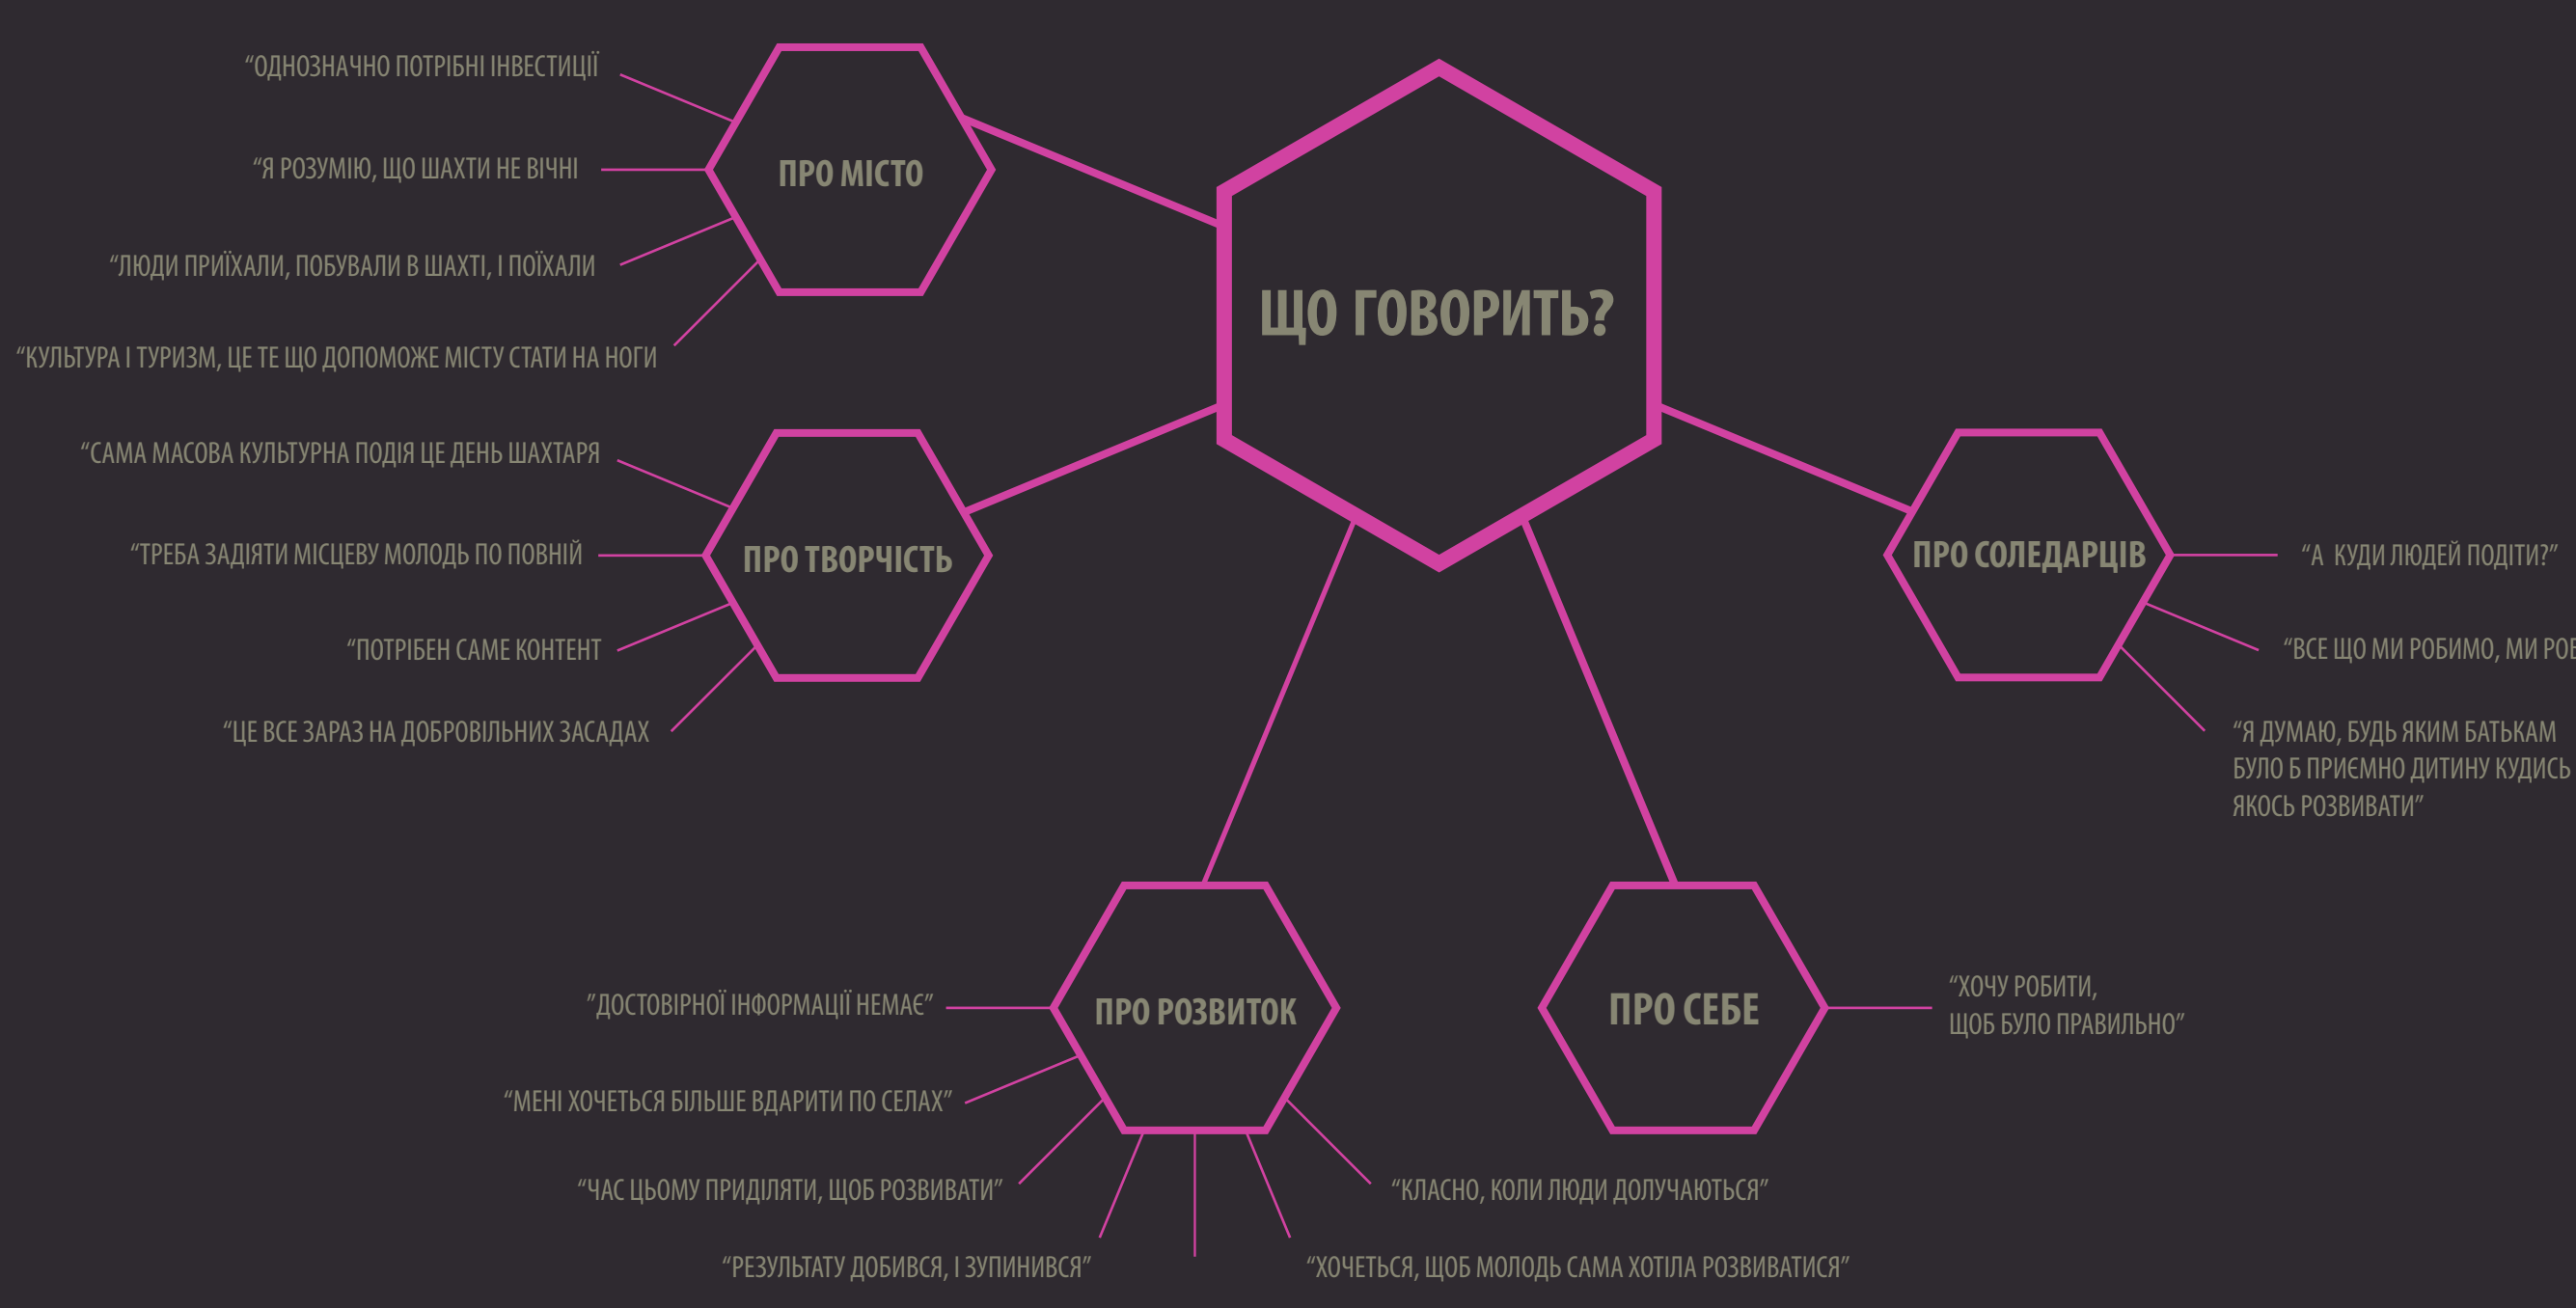 ЩО ГОВОРИТЬ?
ПРО МІСТО
“ОДНОЗНАЧНО ПОТРІБНІ ІНВЕСТИЦІЇ
“Я РОЗУМІЮ, ЩО ШАХТИ НЕ ВІЧНІ
“ЛЮДИ ПРИЇХАЛИ, ПОБУВАЛИ В ШАХТІ, І ПОЇХАЛИ
“КУЛЬТУРА І ТУРИЗМ, ЦЕ ТЕ ЩО ДОПОМОЖЕ МІСТУ СТАТИ НА НОГИ
ПРО ТВОРЧІСТЬ
“САМА МАСОВА КУЛЬТУРНА ПОДІЯ ЦЕ ДЕНЬ ШАХТАРЯ
“ТРЕБА ЗАДІЯТИ МІСЦЕВУ МОЛОДЬ ПО ПОВНІЙ
“ПОТРІБЕН САМЕ КОНТЕНТ
“ЦЕ ВСЕ ЗАРАЗ НА ДОБРОВІЛЬНИХ ЗАСАДАХ
ПРО СОЛЕДАРЦІВ
“А КУДИ ЛЮДЕЙ ПОДІТИ?”
“ВСЕ ЩО МИ РОБИМО, МИ
“Я ДУМАЮ, БУДЬ ЯКИМ БАТЬКАМ
БУЛО Б ПРИЄМНО ДИТИНУ КУДИСЬ
ЯКОСЬ РОЗВИВАТИ”
ПРО РОЗВИТОК
”ДОСТОВІРНОЇ ІНФОРМАЦІЇ НЕМАЄ”
“МЕНІ ХОЧЕТЬСЯ БІЛЬШЕ ВДАРИТИ ПО СЕЛАХ”
“ЧАС ЦЬОМУ ПРИДІЛЯТИ, ЩОБ РОЗВИВАТИ”
“РЕЗУЛЬТАТУ ДОБИВСЯ, І ЗУПИНИВСЯ”
“КЛАСНО, КОЛИ ЛЮДИ ДОЛУЧАЮТЬСЯ”
“ХОЧЕТЬСЯ, ЩОБ МОЛОДЬ САМА ХОТІЛА РОЗВИВАТИСЯ”
ПРО СЕБЕ
“ХОЧУ РОБИТИ,
ЩОБ БУЛО ПРАВИЛЬНО”